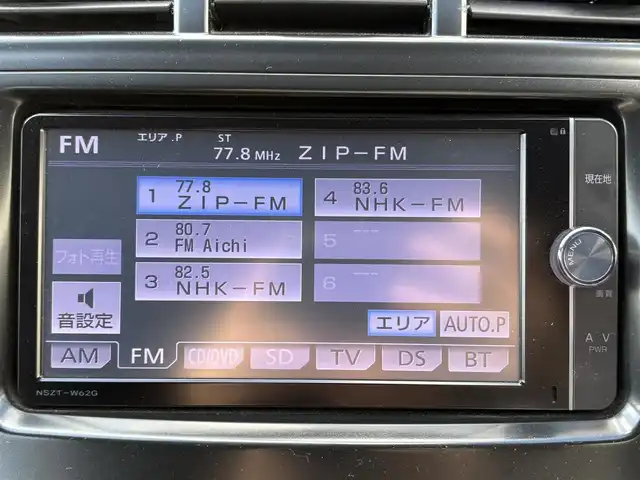 FM エリア.P ST 77.8 MHz ZIP-FM
1 77.8 ZIP-FM
4 83.6 NHK-FM
2 80.7 FM Aichi
5 ---
3 82.5 NHK-FM
6 ---
フォト再生
音設定
エリア AUTO.P
AM FM CD/DVD SD TV DS BT
NSZT-W62G
現在地
MENU
画質
A V
PWR